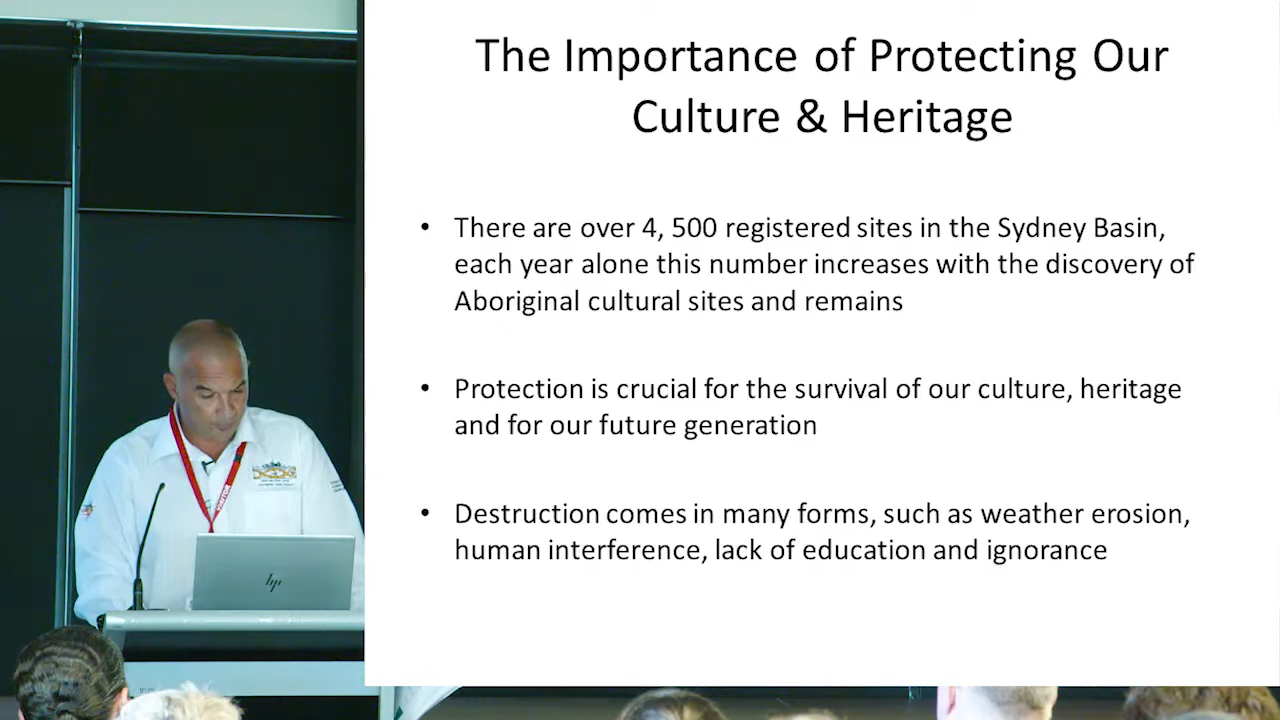 The Importance of Protecting Our
Culture & Heritage
• There are over 4, 500 registered sites in the Sydney Basin,
each year alone this number increases with the discovery of
Aboriginal cultural sites and remains
• Protection is crucial for the survival of our culture, heritage
and for our future generation
• Destruction comes in many forms, such as weather erosion,
human interference, lack of education and ignorance
VISITOR
hp